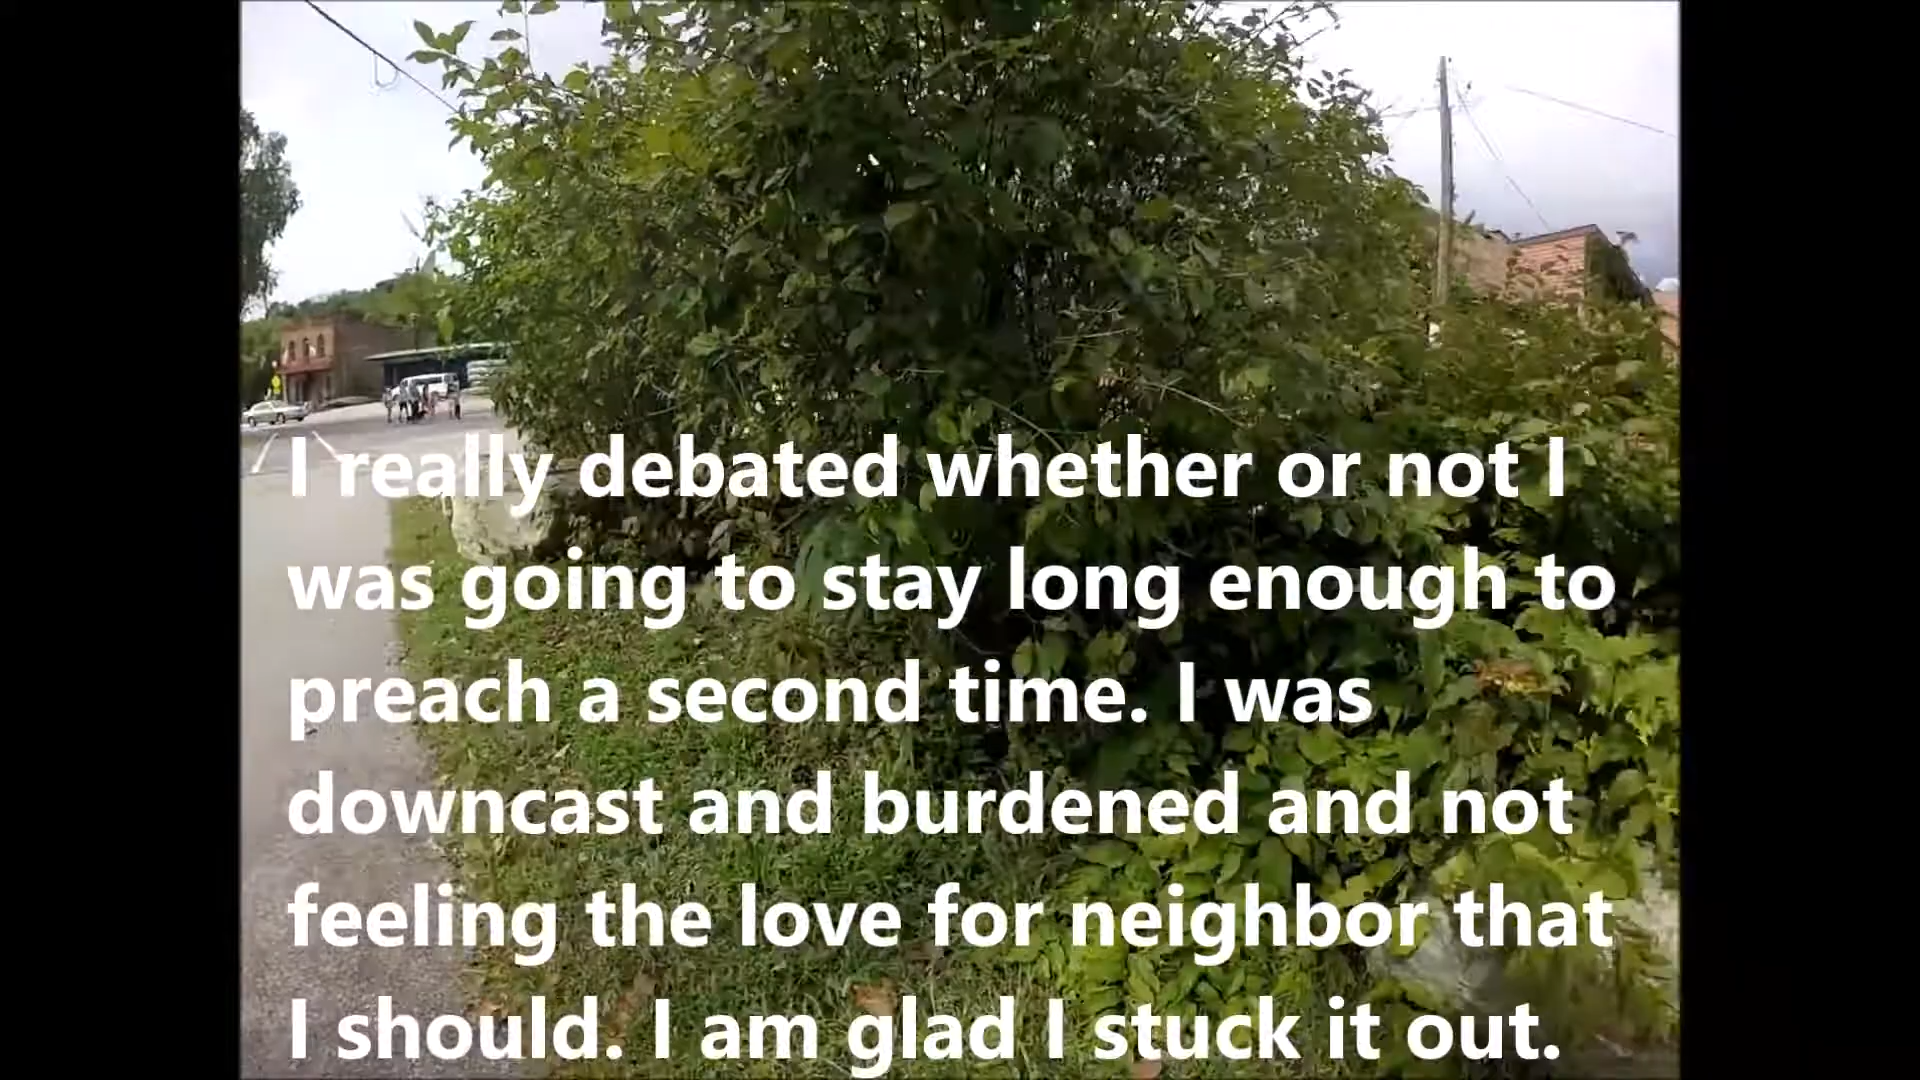 I really debated whether or not I
was going to stay long enough to
preach a second time. I was
downcast and burdened and not
feeling the love for neighbor that
I should. I am glad I stuck it out.